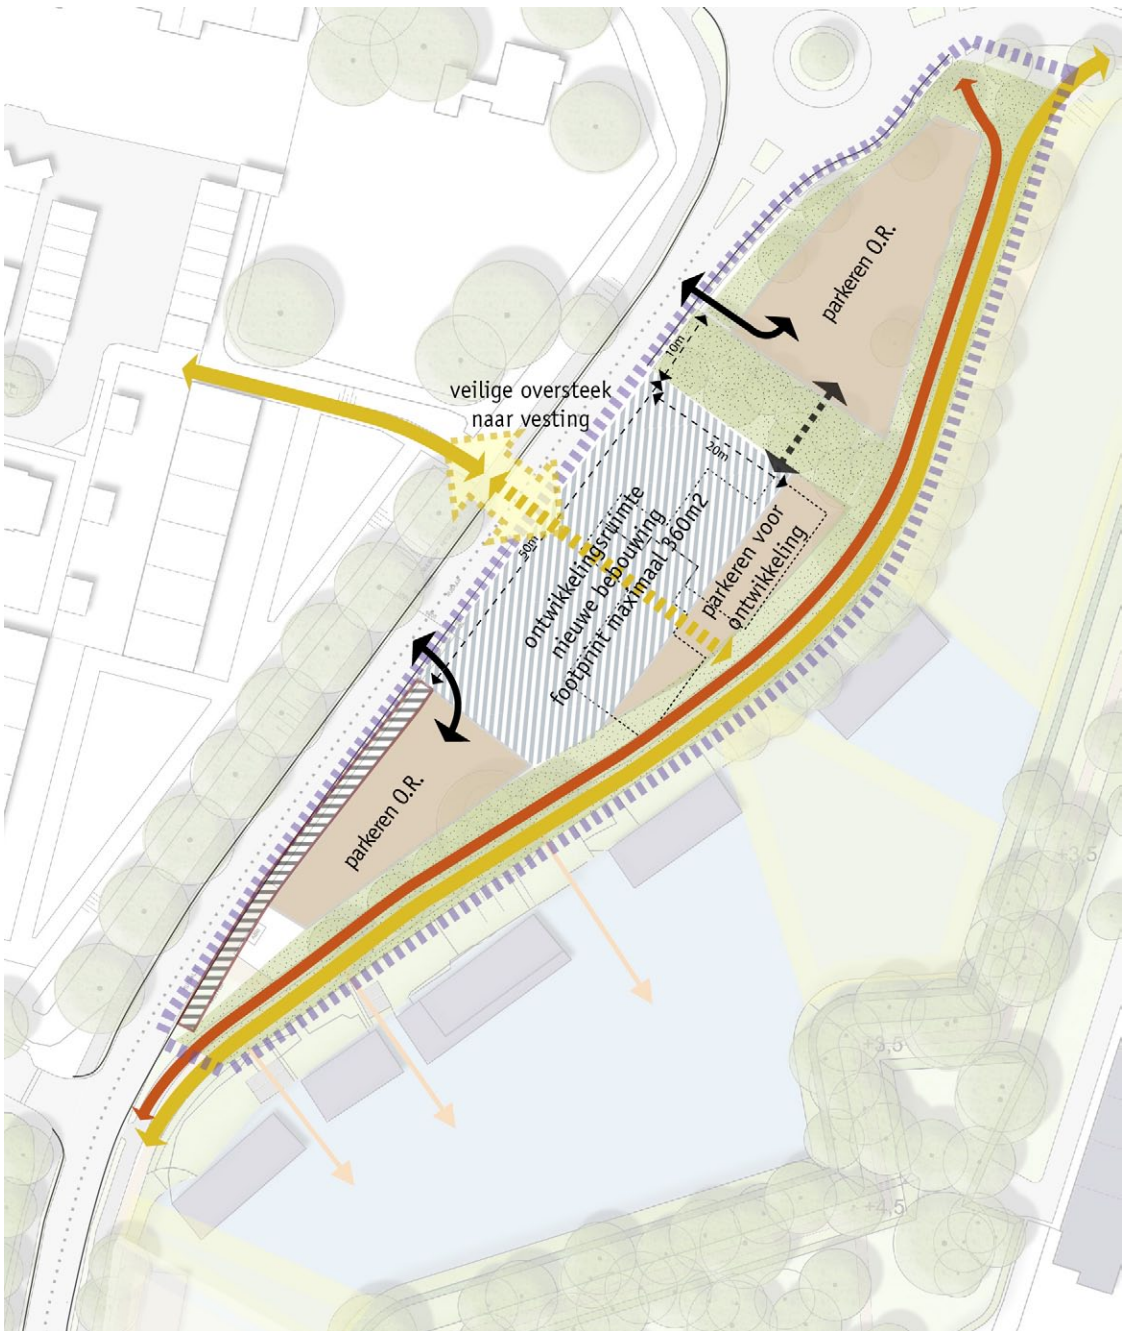 parkeren O.R.
10m
veilige oversteek
naar vesting
20m
50m
ontwikkelingsruimte
nieuwe bebouwing
footprint maximaal 360m2
parkeren voor
ontwikkeling
parkeren O.R.
+3,5
+3,5
+4,5